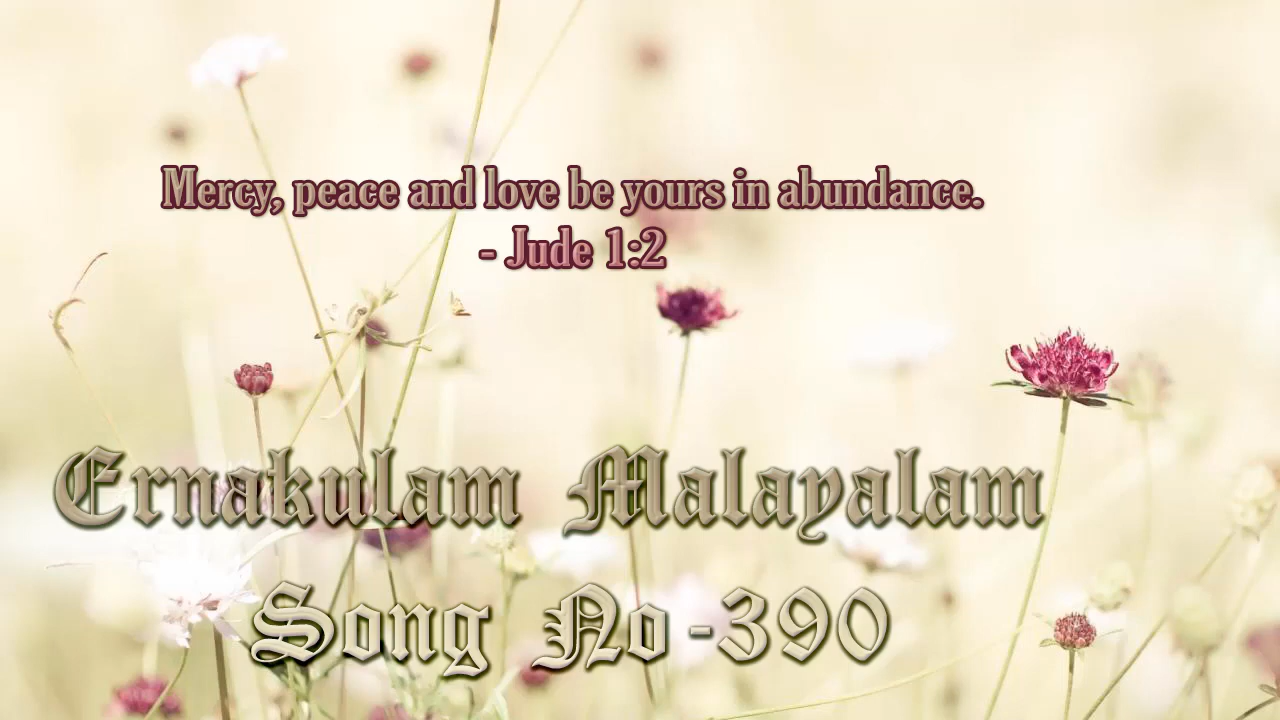 Mercy, peace and love be yours in abundance.
- Jude 1:2
Ernakulam Malayalam
Song No -390